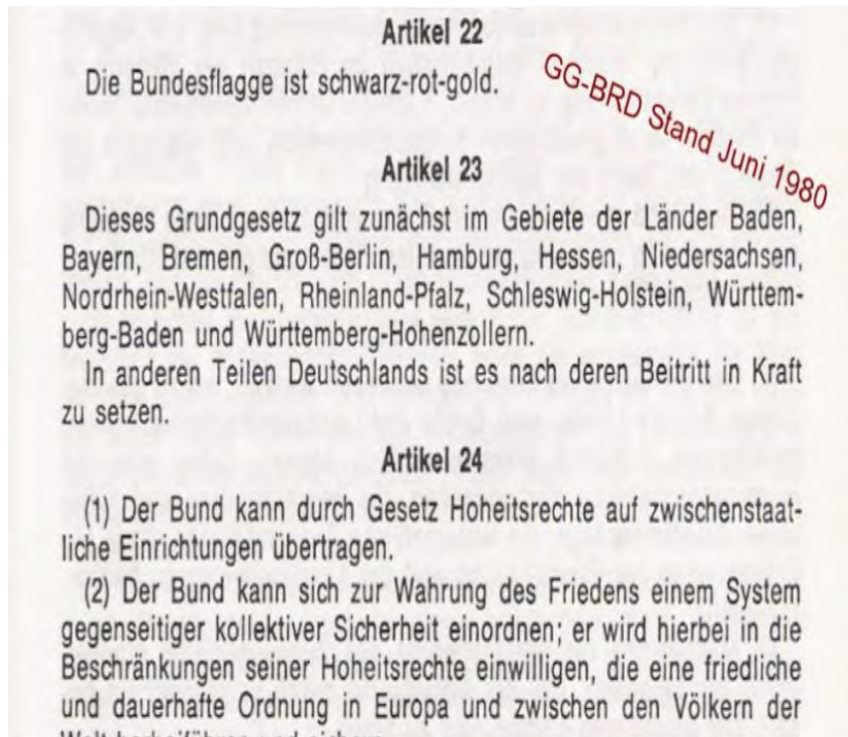 Artikel 22
Die Bundesflagge ist schwarz-rot-gold.
GG-BRD Stand Juni 1980
Artikel 23
Dieses Grundgesetz gilt zunächst im Gebiete der Länder Baden,
Bayern, Bremen, Groß-Berlin, Hamburg, Hessen, Niedersachsen,
Nordrhein-Westfalen, Rheinland-Pfalz, Schleswig-Holstein, Württem-
berg-Baden und Württemberg-Hohenzollern.
In anderen Teilen Deutschlands ist es nach deren Beitritt in Kraft
zu setzen.
Artikel 24
(1) Der Bund kann durch Gesetz Hoheitsrechte auf zwischenstaat-
liche Einrichtungen übertragen.
(2) Der Bund kann sich zur Wahrung des Friedens einem System
gegenseitiger kollektiver Sicherheit einordnen; er wird hierbei in die
Beschränkungen seiner Hoheitsrechte einwilligen, die eine friedliche
und dauerhafte Ordnung in Europa und zwischen den Völkern der